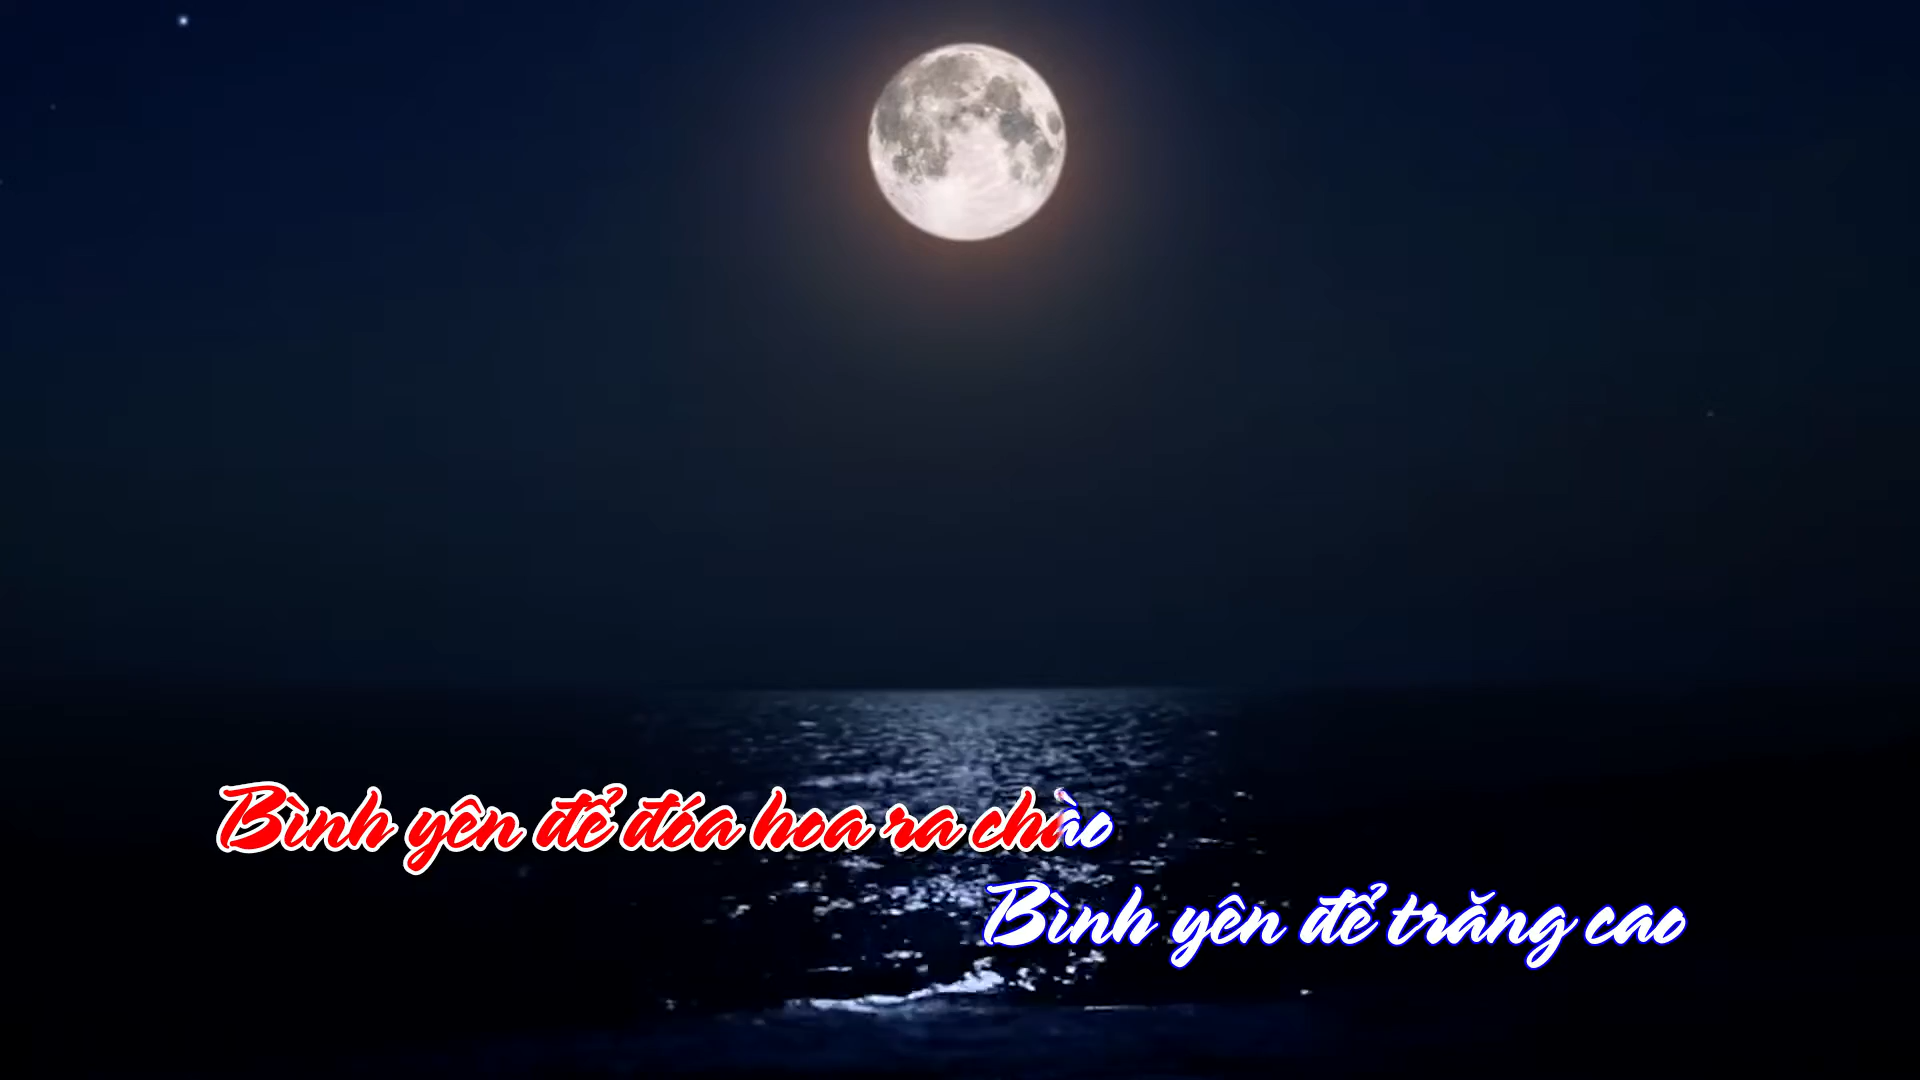 Bình yên để đóa hoa ra chào
Bình yên để trăng cao